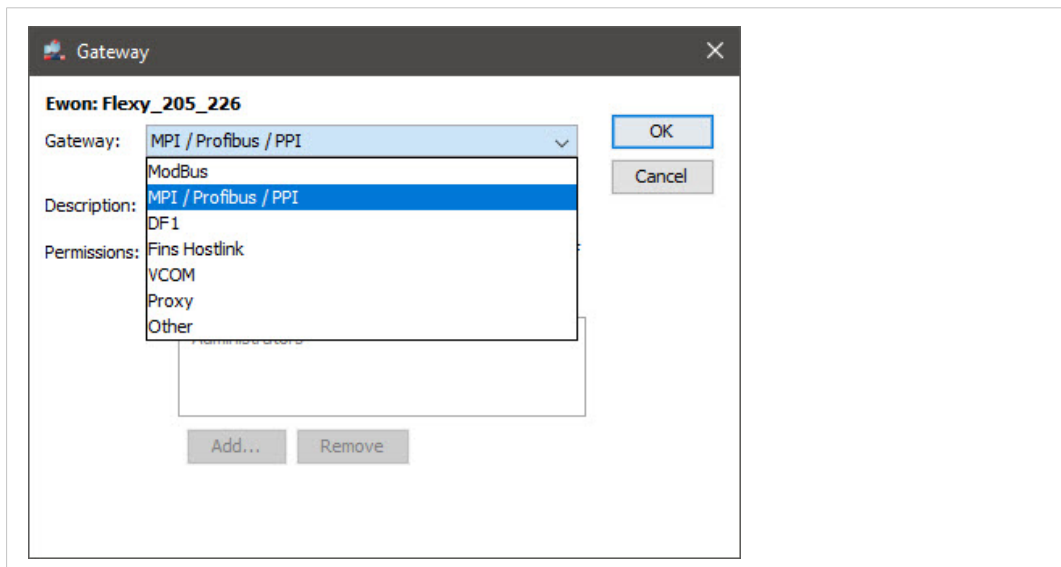 Gateway
Ewon: Flexy_205_226
Gateway: MPI / Profibus / PPI
OK
ModBus
Cancel
MPI / Profibus / PPI
Description:
DF1
Permissions:
Fins Hostlink
VCOM
Proxy
Other
Add... Remove